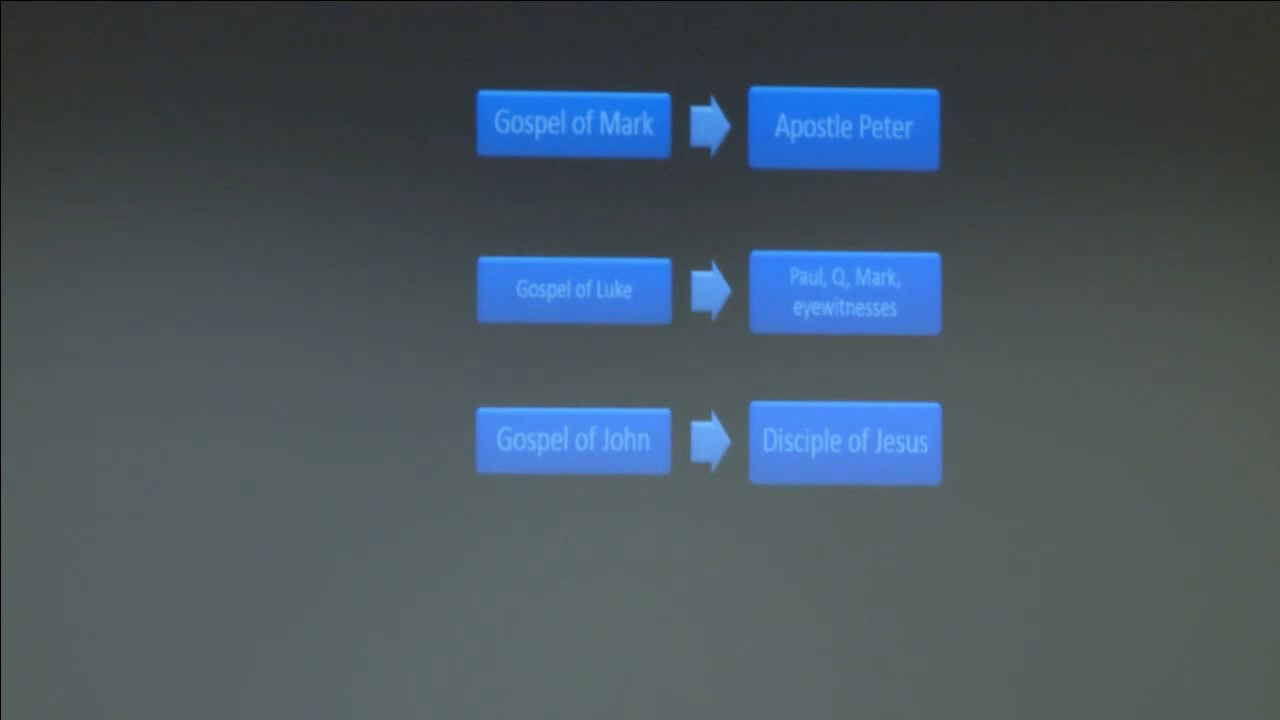 Gospel of Mark
Apostle Peter
Gospel of Luke
Paul, Q, Mark,
eyewitnesses
Gospel of John
Disciple of Jesus